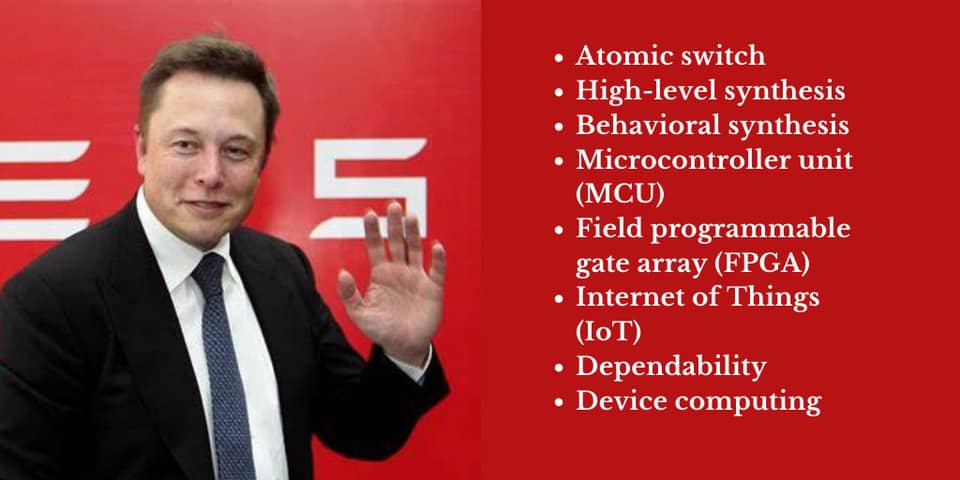 ES
• Atomic switch
• High-level synthesis
• Behavioral synthesis
• Microcontroller unit
(MCU)
• Field programmable
gate array (FPGA)
• Internet of Things
(IoT)
• Dependability
• Device computing